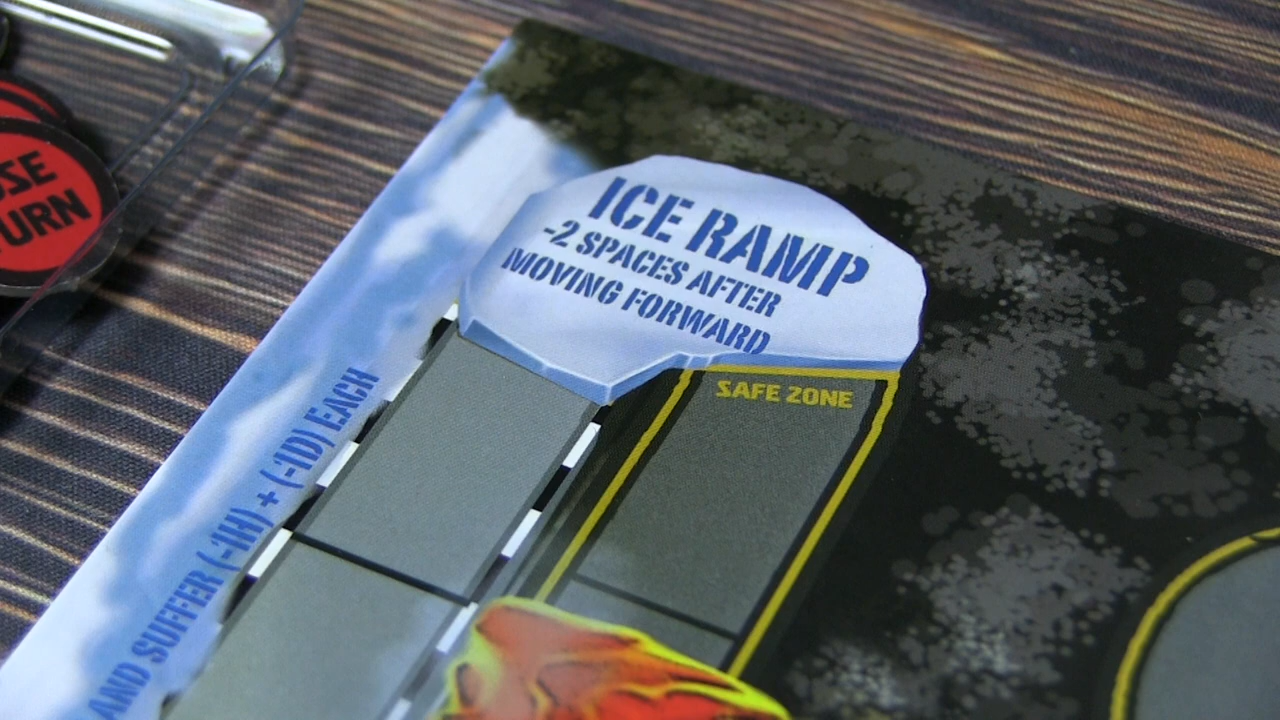 ICE RAMP
-2 SPACES AFTER
MOVING FORWARD
SAFE ZONE
AND SUFFER (-1H) + (-1D) EACH